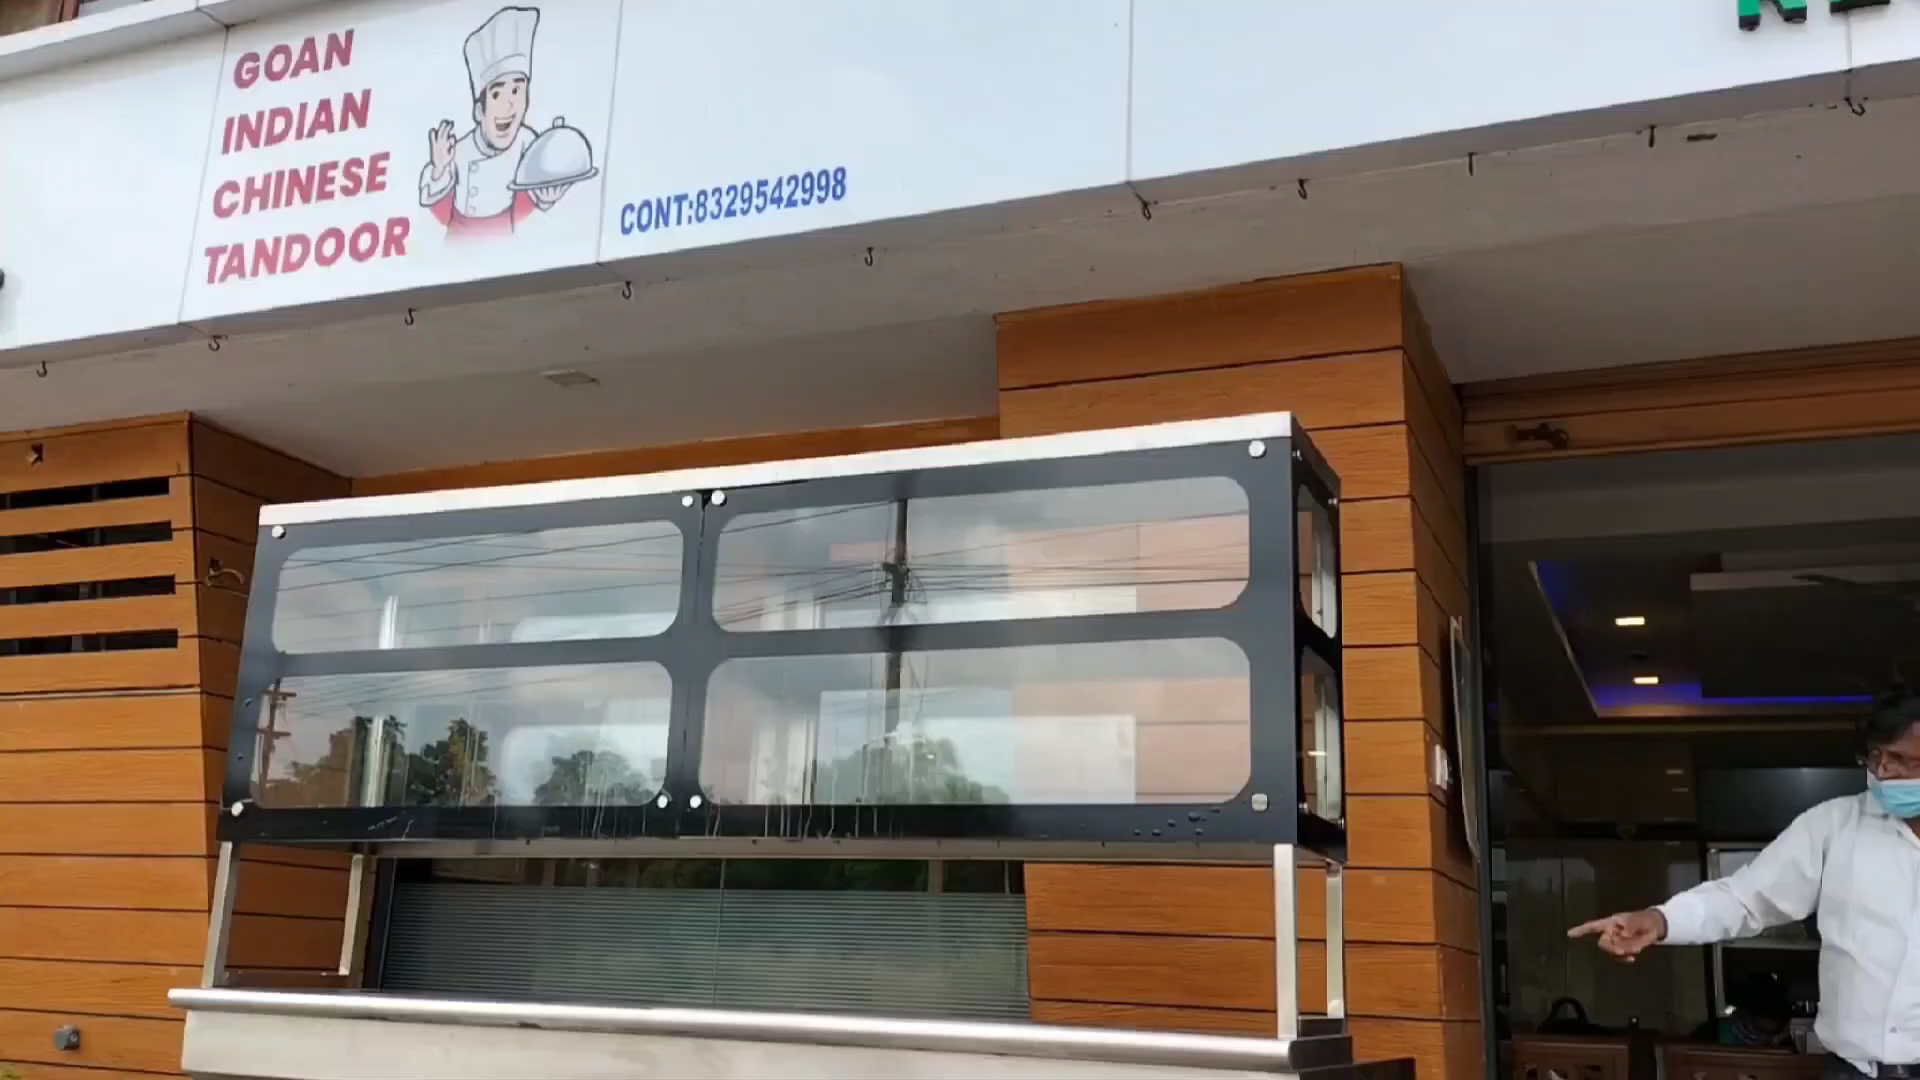 GOAN
INDIAN
CHINESE
TANDOOR
CONT:8329542998